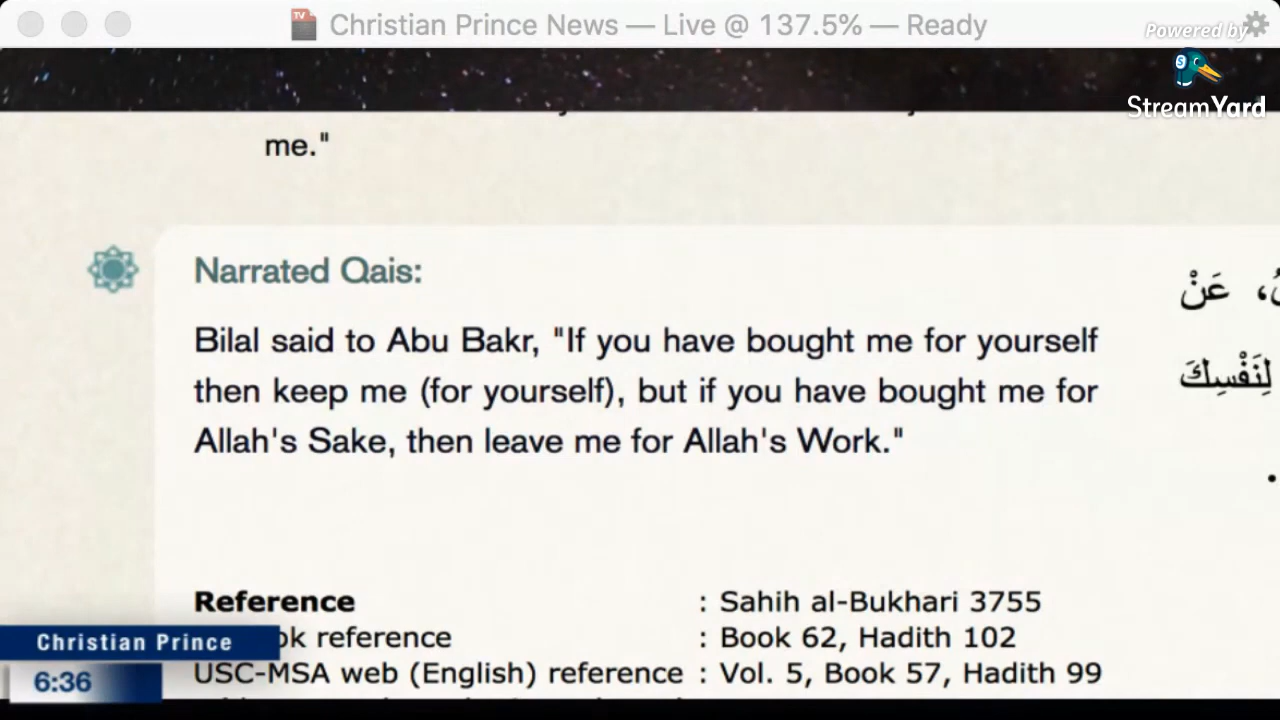 Christian Prince News — Live @ 137.5% — Ready
Powered by
StreamYard
me."
Narrated Qais:
عَنْ
Bilal said to Abu Bakr, "If you have bought me for yourself
then keep me (for yourself), but if you have bought me for
لِنَفْسِكَ
Allah's Sake, then leave me for Allah's Work."
Reference : Sahih al-Bukhari 3755
ok reference : Book 62, Hadith 102
USC-MSA web (English) reference : Vol. 5, Book 57, Hadith 99
Christian Prince
6:36